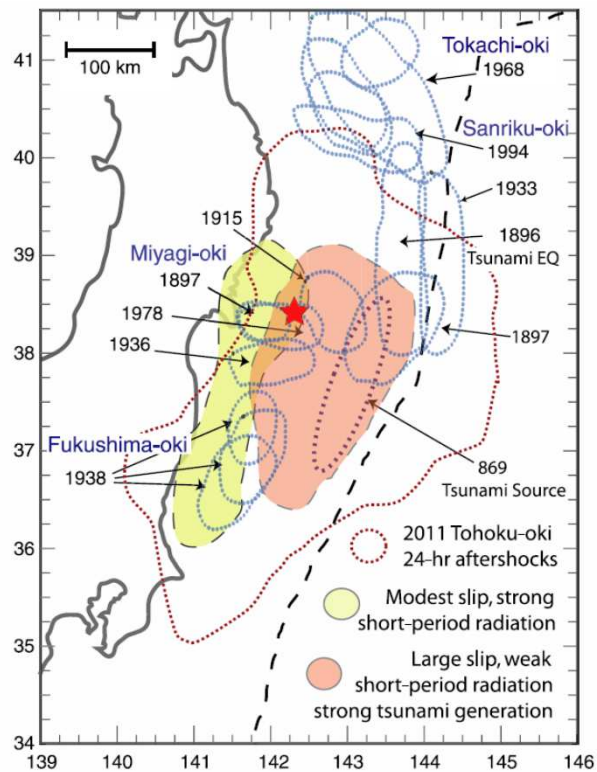 41
40
39
38
37
36
35
34
139
140
141
142
143
144
145
146
100 km
Tokachi-oki
1968
Sanriku-oki
1994
1933
1915
1896
Tsunami EQ
Miyagi-oki
1897
1978
1936
1897
Fukushima-oki
1938
869
Tsunami Source
2011 Tohoku-oki
24-hr aftershocks
Modest slip, strong
short-period radiation
Large slip, weak
short-period radiation
strong tsunami generation